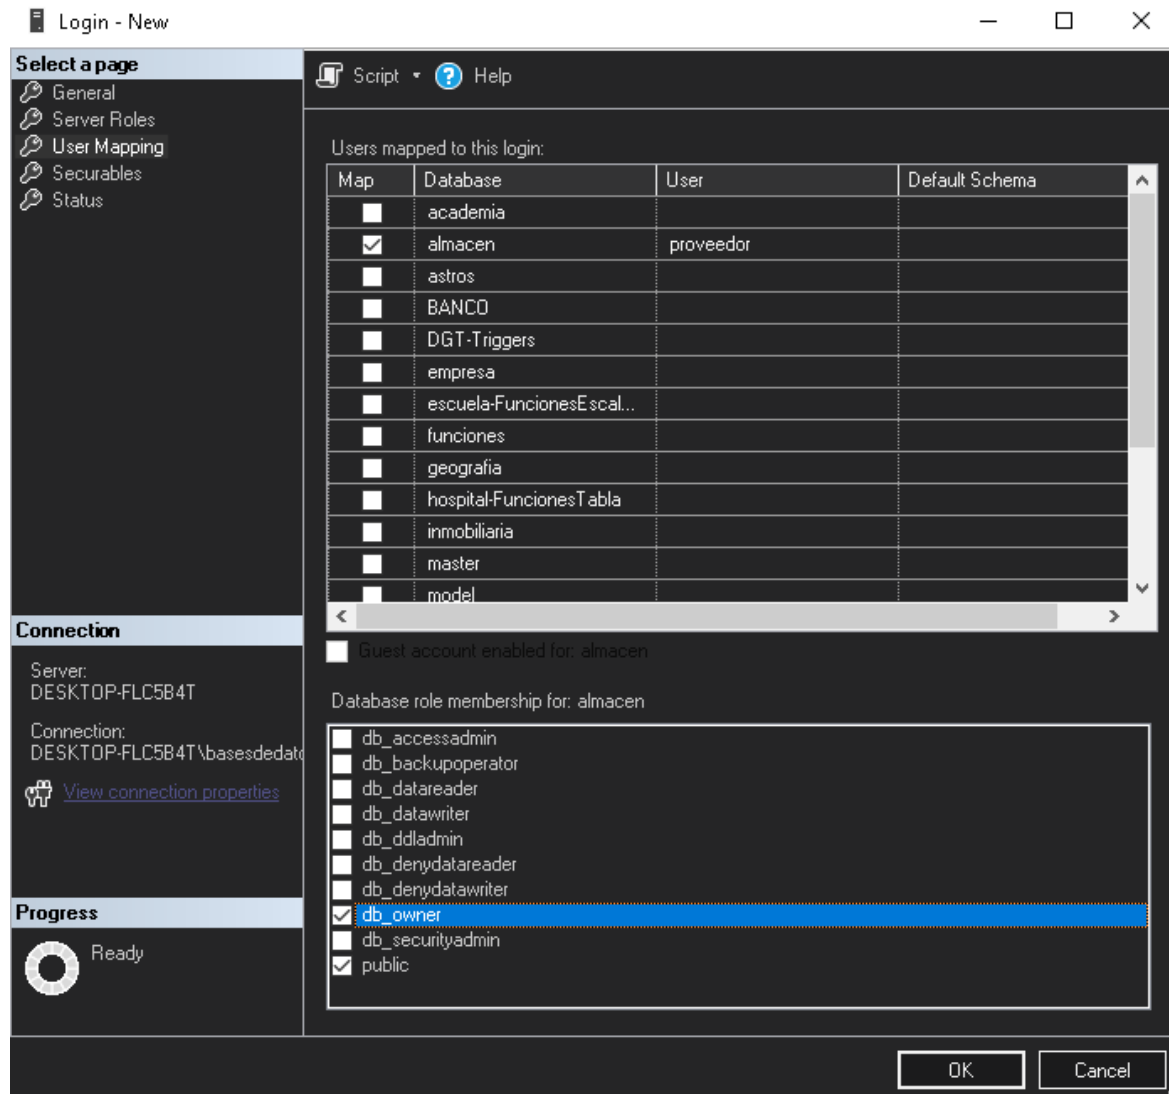 Login - New
Select a page
General
Server Roles
User Mapping
Securables
Status
Script
Help
Users mapped to this login:
Map Database User Default Schema
academia
almacen proveedor
astros
BANCO
DGT-Triggers
empresa
escuela-FuncionesEscal...
funciones
geografia
hospital-FuncionesTabla
inmobiliaria
master
model
Guest account enabled for: almacen
Database role membership for: almacen
db_accessadmin
db_backupoperator
db_datareader
db_datawriter
db_ddladmin
db_denydatareader
db_denydatawriter
db_owner
db_securityadmin
public
Connection
Server:
DESKTOP-FLC5B4T
Connection:
DESKTOP-FLC5B4T\basesdedato
View connection properties
Progress
Ready
OK
Cancel